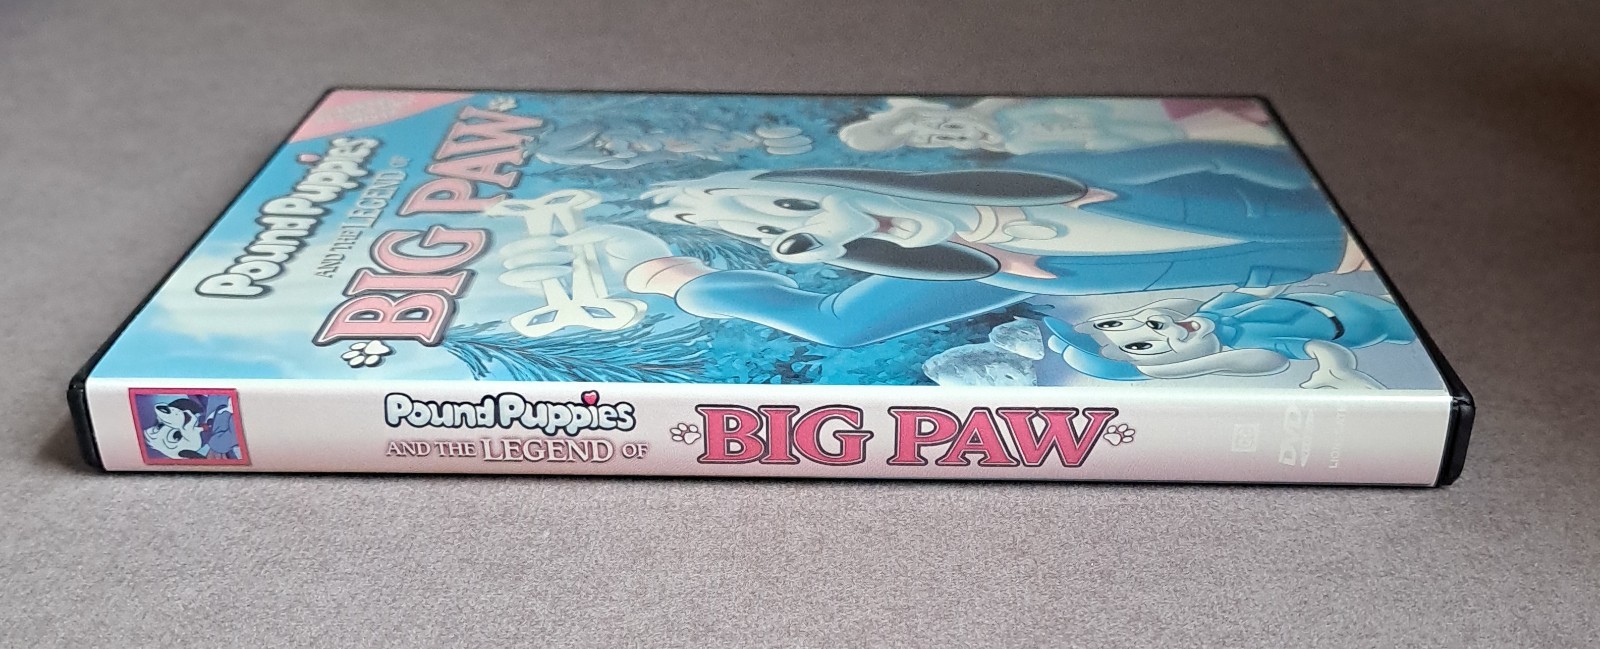 Pound Puppies
AND THE LEGEND OF
BIG PAW
Pound Puppies
AND THE LEGEND OF
BIG PAW
DVD